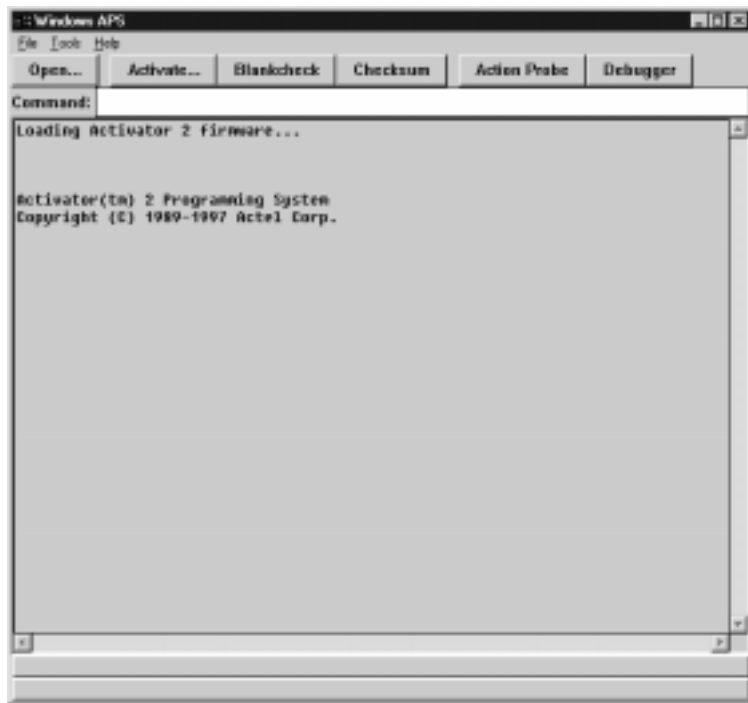 Windows APS
File Tools Help
Open... Activate... Blankcheck Checksum Action Probe Debugger
Command:
Loading Activator 2 firmware...
Activator(tm) 2 Programming System
Copyright (C) 1989-1997 Actel Corp.